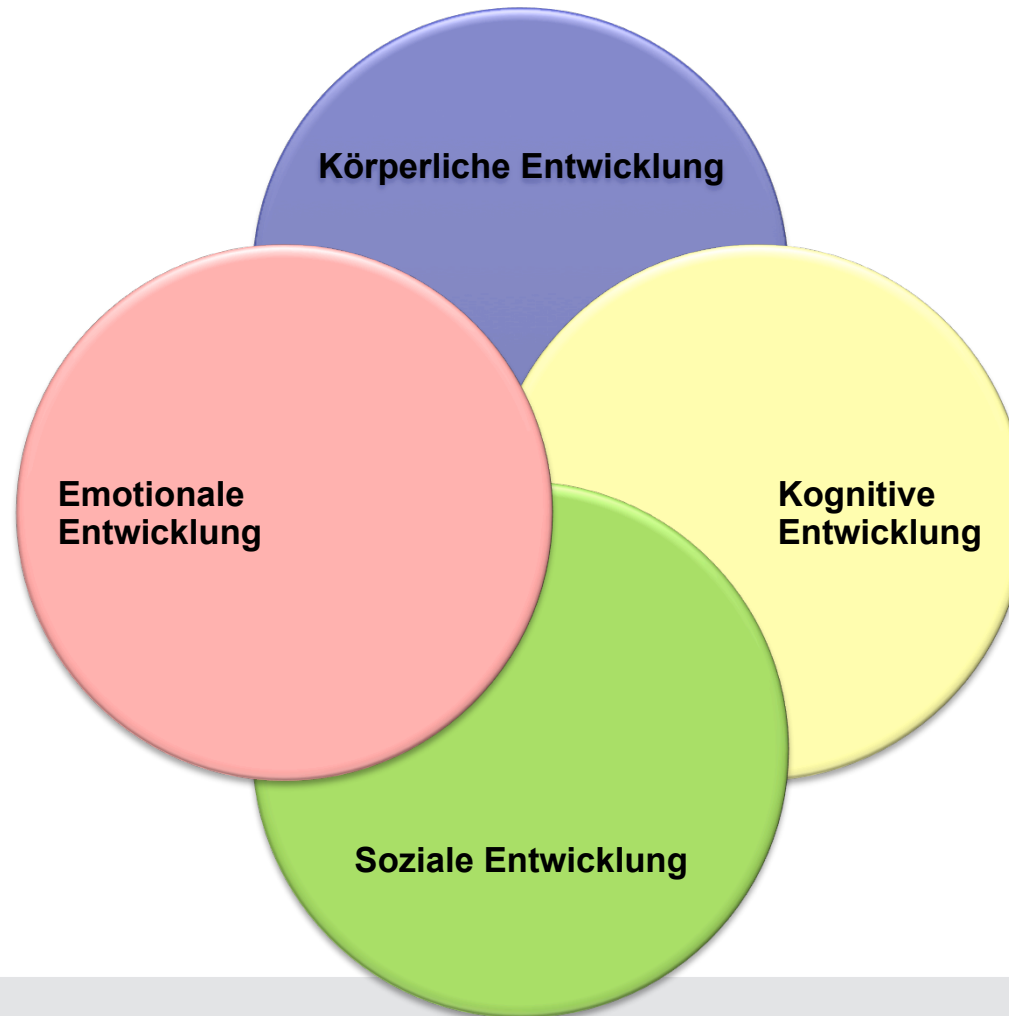 Körperliche Entwicklung
Emotionale
Entwicklung
Kognitive
Entwicklung
Soziale Entwicklung